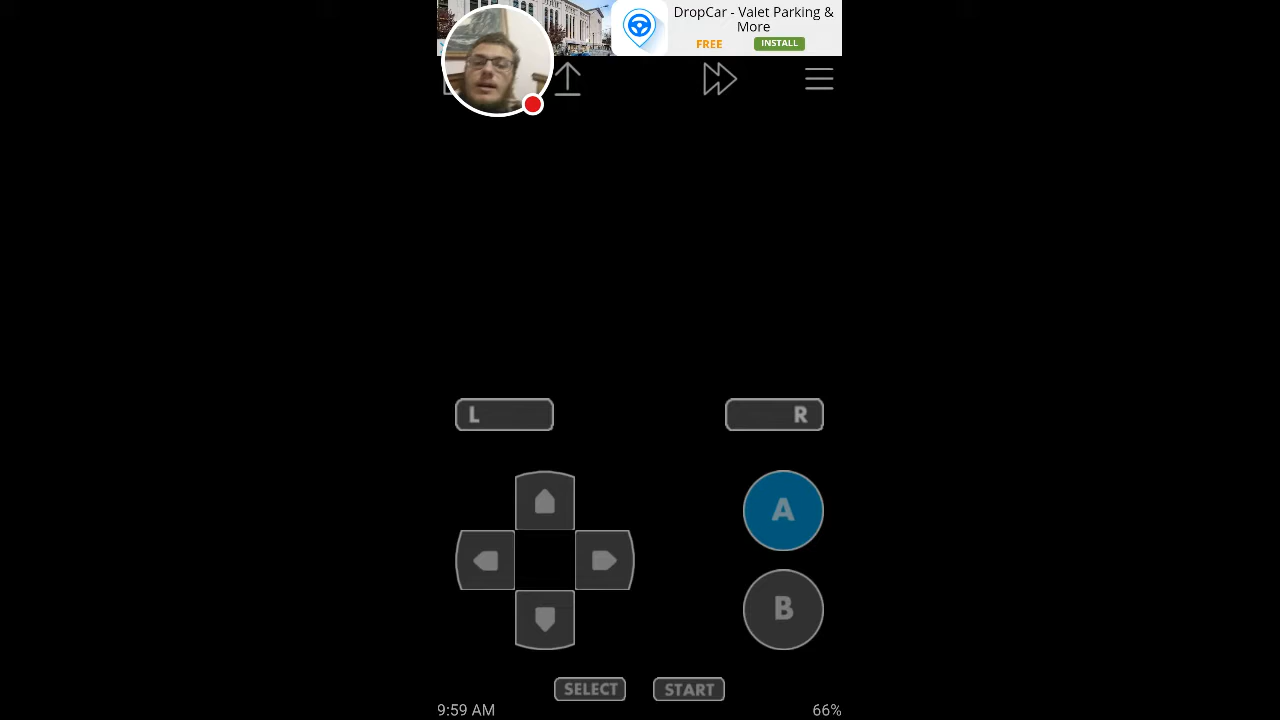 DropCar - Valet Parking &
More
FREE
INSTALL
L
R
A
B
SELECT
START
9:59 AM
66%